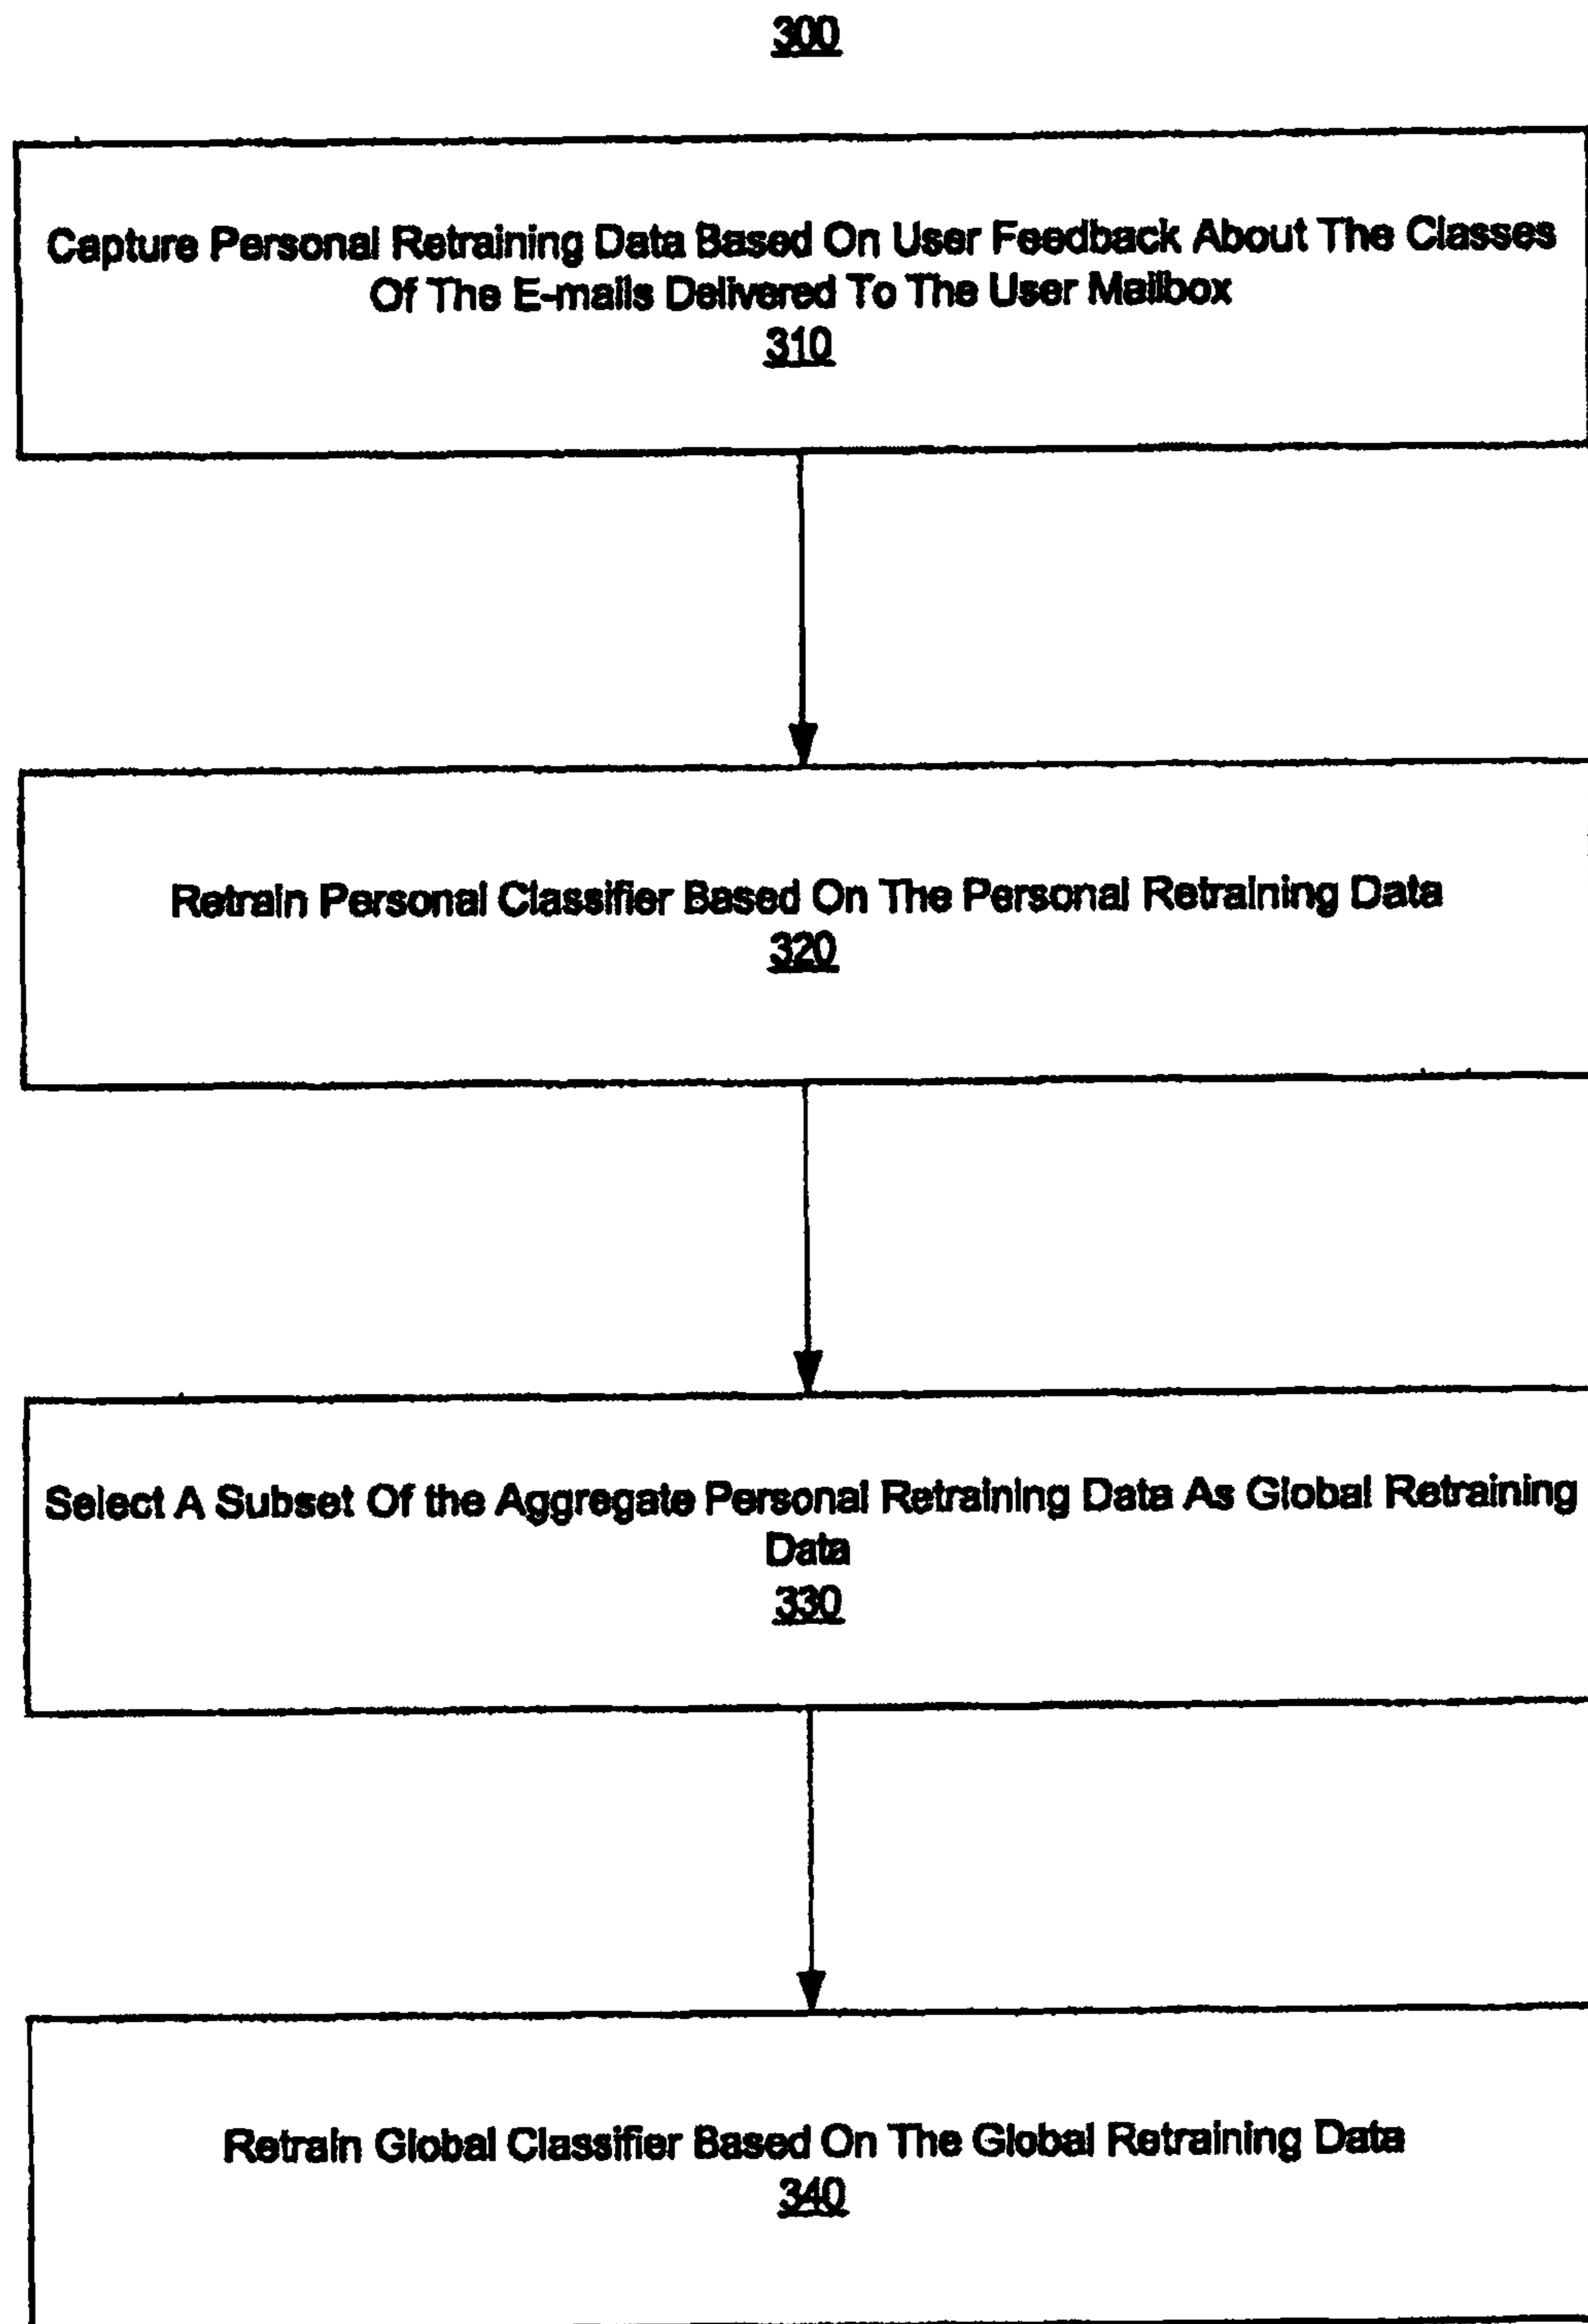 300
Capture Personal Retraining Data Based On User Feedback About The Classes
Of The E-mails Delivered To The User Mailbox
310
Retrain Personal Classifier Based On The Personal Retraining Data
320
Select A Subset Of the Aggregate Personal Retraining Data As Global Retraining
Data
330
Retrain Global Classifier Based On The Global Retraining Data
340